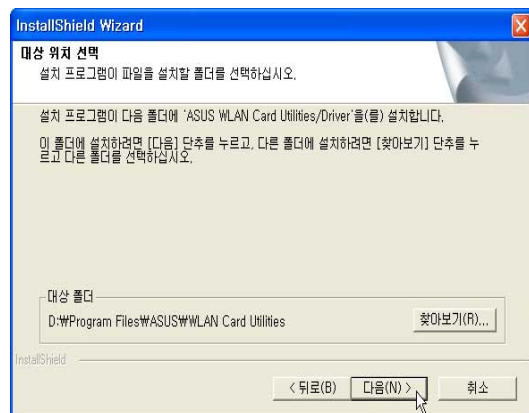 InstallShield Wizard
대상 위치 선택
설치 프로그램이 파일을 설치할 폴더를 선택하십시오.
설치 프로그램이 다음 폴더에 'ASUS WLAN Card Utilities/Driver'을(를) 설치합니다.
이 폴더에 설치하려면 [다음] 단추를 누르고, 다른 폴더에 설치하려면 [찾아보기] 단추를 누
르고 다른 폴더를 선택하십시오.
대상 폴더
D:₩Program Files₩ASUS₩WLAN Card Utilities
찾아보기(R)...
InstallShield
< 뒤로(B)
다음(N) >
취소